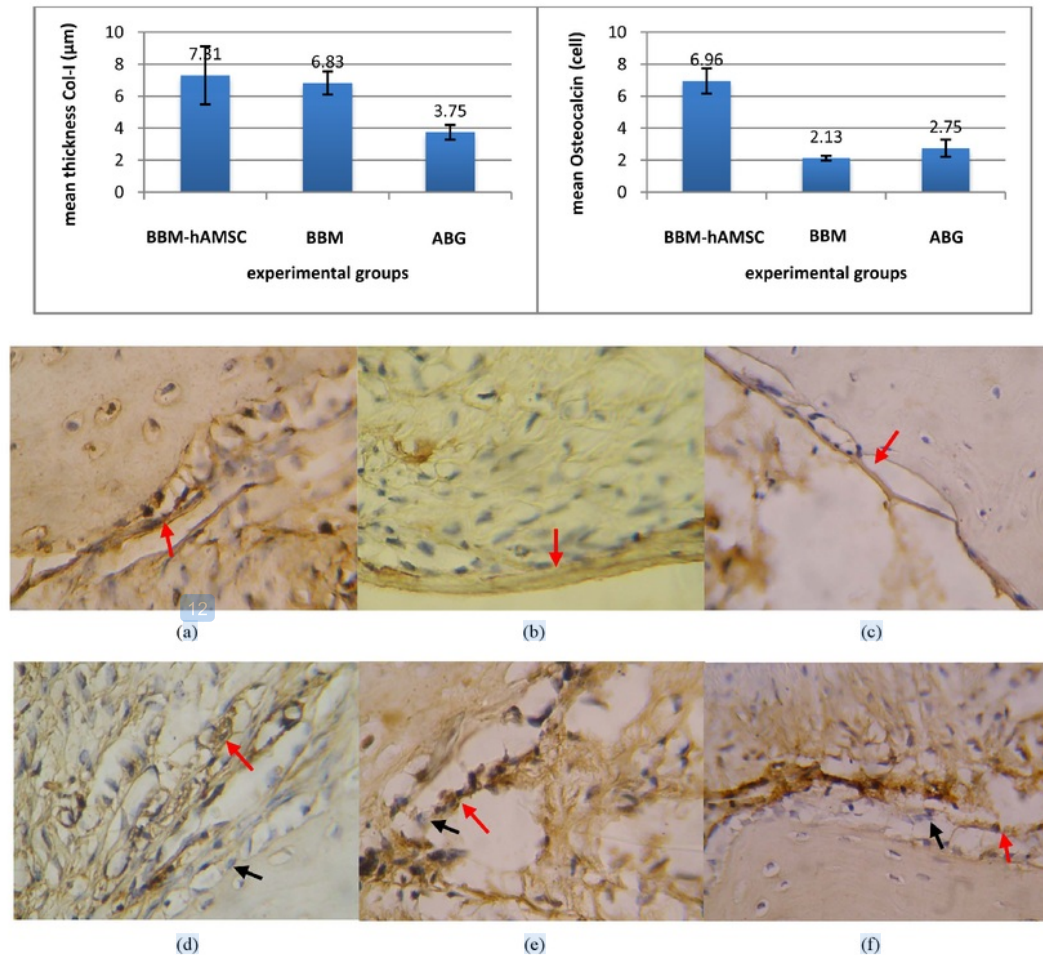 10
8
6
4
2
0
mean thickness Col-I (µm)
7.31
6.83
3.75
BBM-hAMSC BBM ABG
experimental groups
10
8
6
4
2
0
mean Osteocalcin (cell)
6.96
2.13
2.75
BBM-hAMSC BBM ABG
experimental groups
12
(a) (b) (c)
(d) (e) (f)